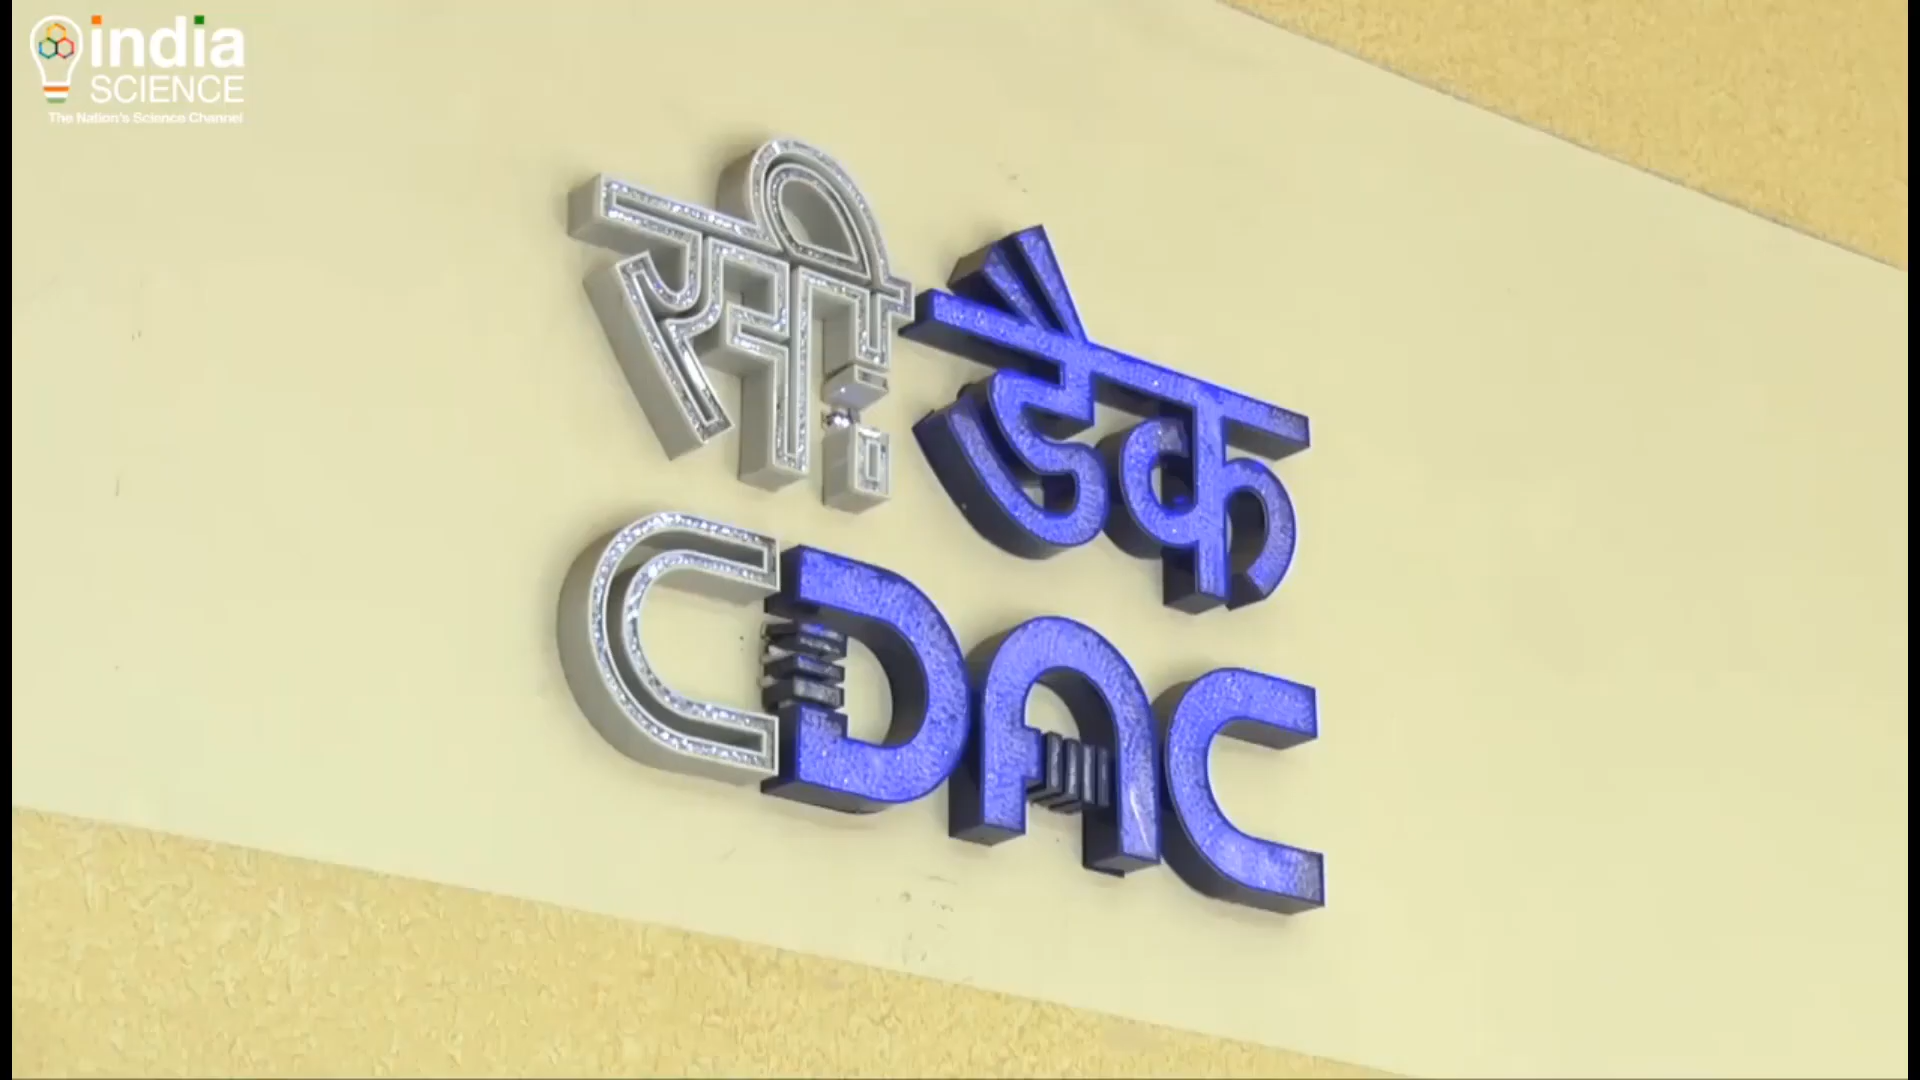 india
SCIENCE
The Nation's Science Channel
सी डैक
CDAC